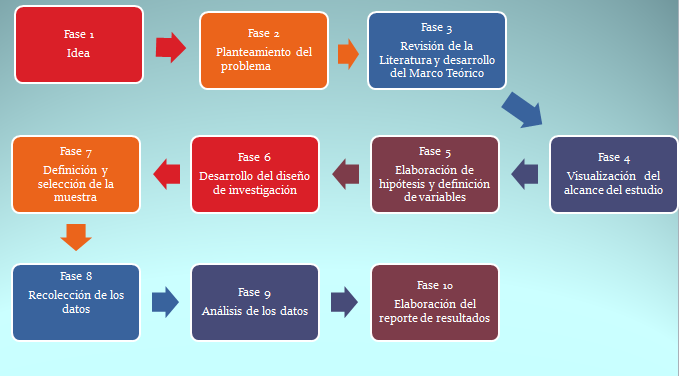 Fase 1
Idea
Fase 2
Planteamiento del
problema
Fase 3
Revisión de la
Literatura y desarrollo
del Marco Teórico
Fase 4
Visualización del
alcance del estudio
Fase 5
Elaboración de
hipótesis y definición
de variables
Fase 6
Desarrollo del diseño
de investigación
Fase 7
Definición y
selección de la
muestra
Fase 8
Recolección de los
datos
Fase 9
Análisis de los datos
Fase 10
Elaboración del
reporte de resultados